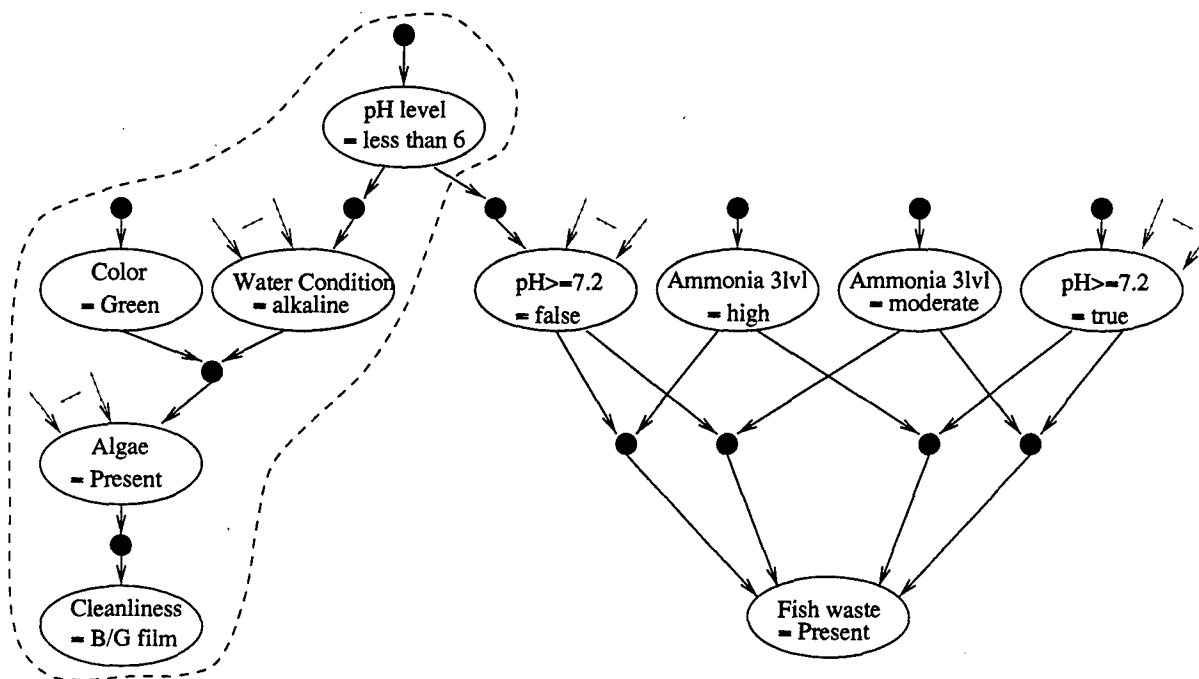 pH level
= less than 6
Color
= Green
Water Condition
= alkaline
pH>=7.2
= false
Ammonia 3lvl
= high
Ammonia 3lvl
= moderate
pH>=7.2
= true
Algae
= Present
Cleanliness
= B/G film
Fish waste
= Present